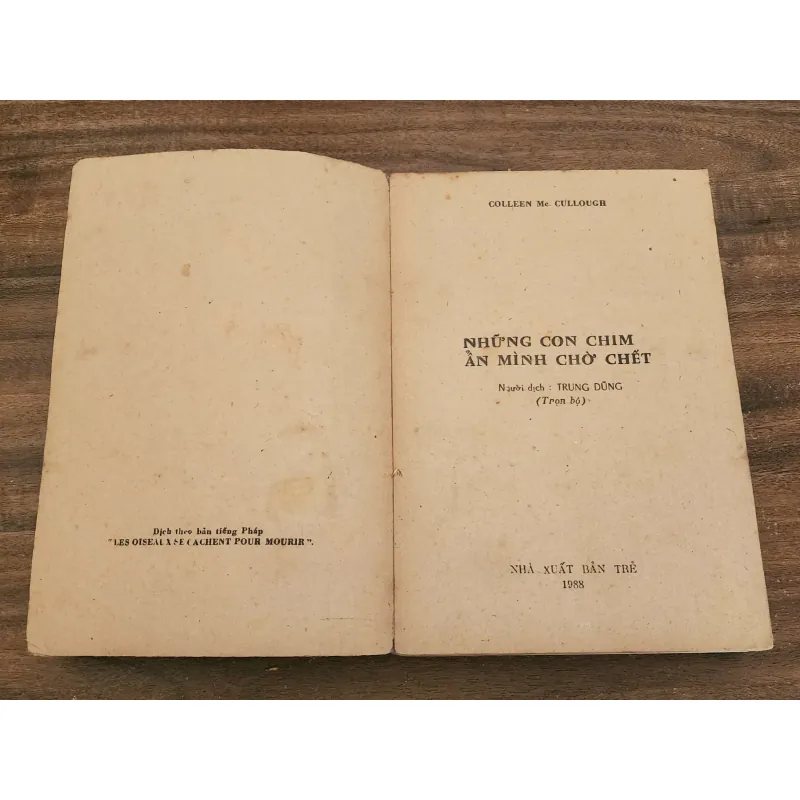 Dịch theo bản tiếng Pháp
"LES OISEAUX SE CACHENT POUR MOURIR".
COLLEEN Mc CULLOUGH
NHỮNG CON CHIM
ẨN MÌNH CHỜ CHẾT
Người dịch : TRUNG DŨNG
(Trọn bộ)
NHÀ XUẤT BẢN TRẺ
1988